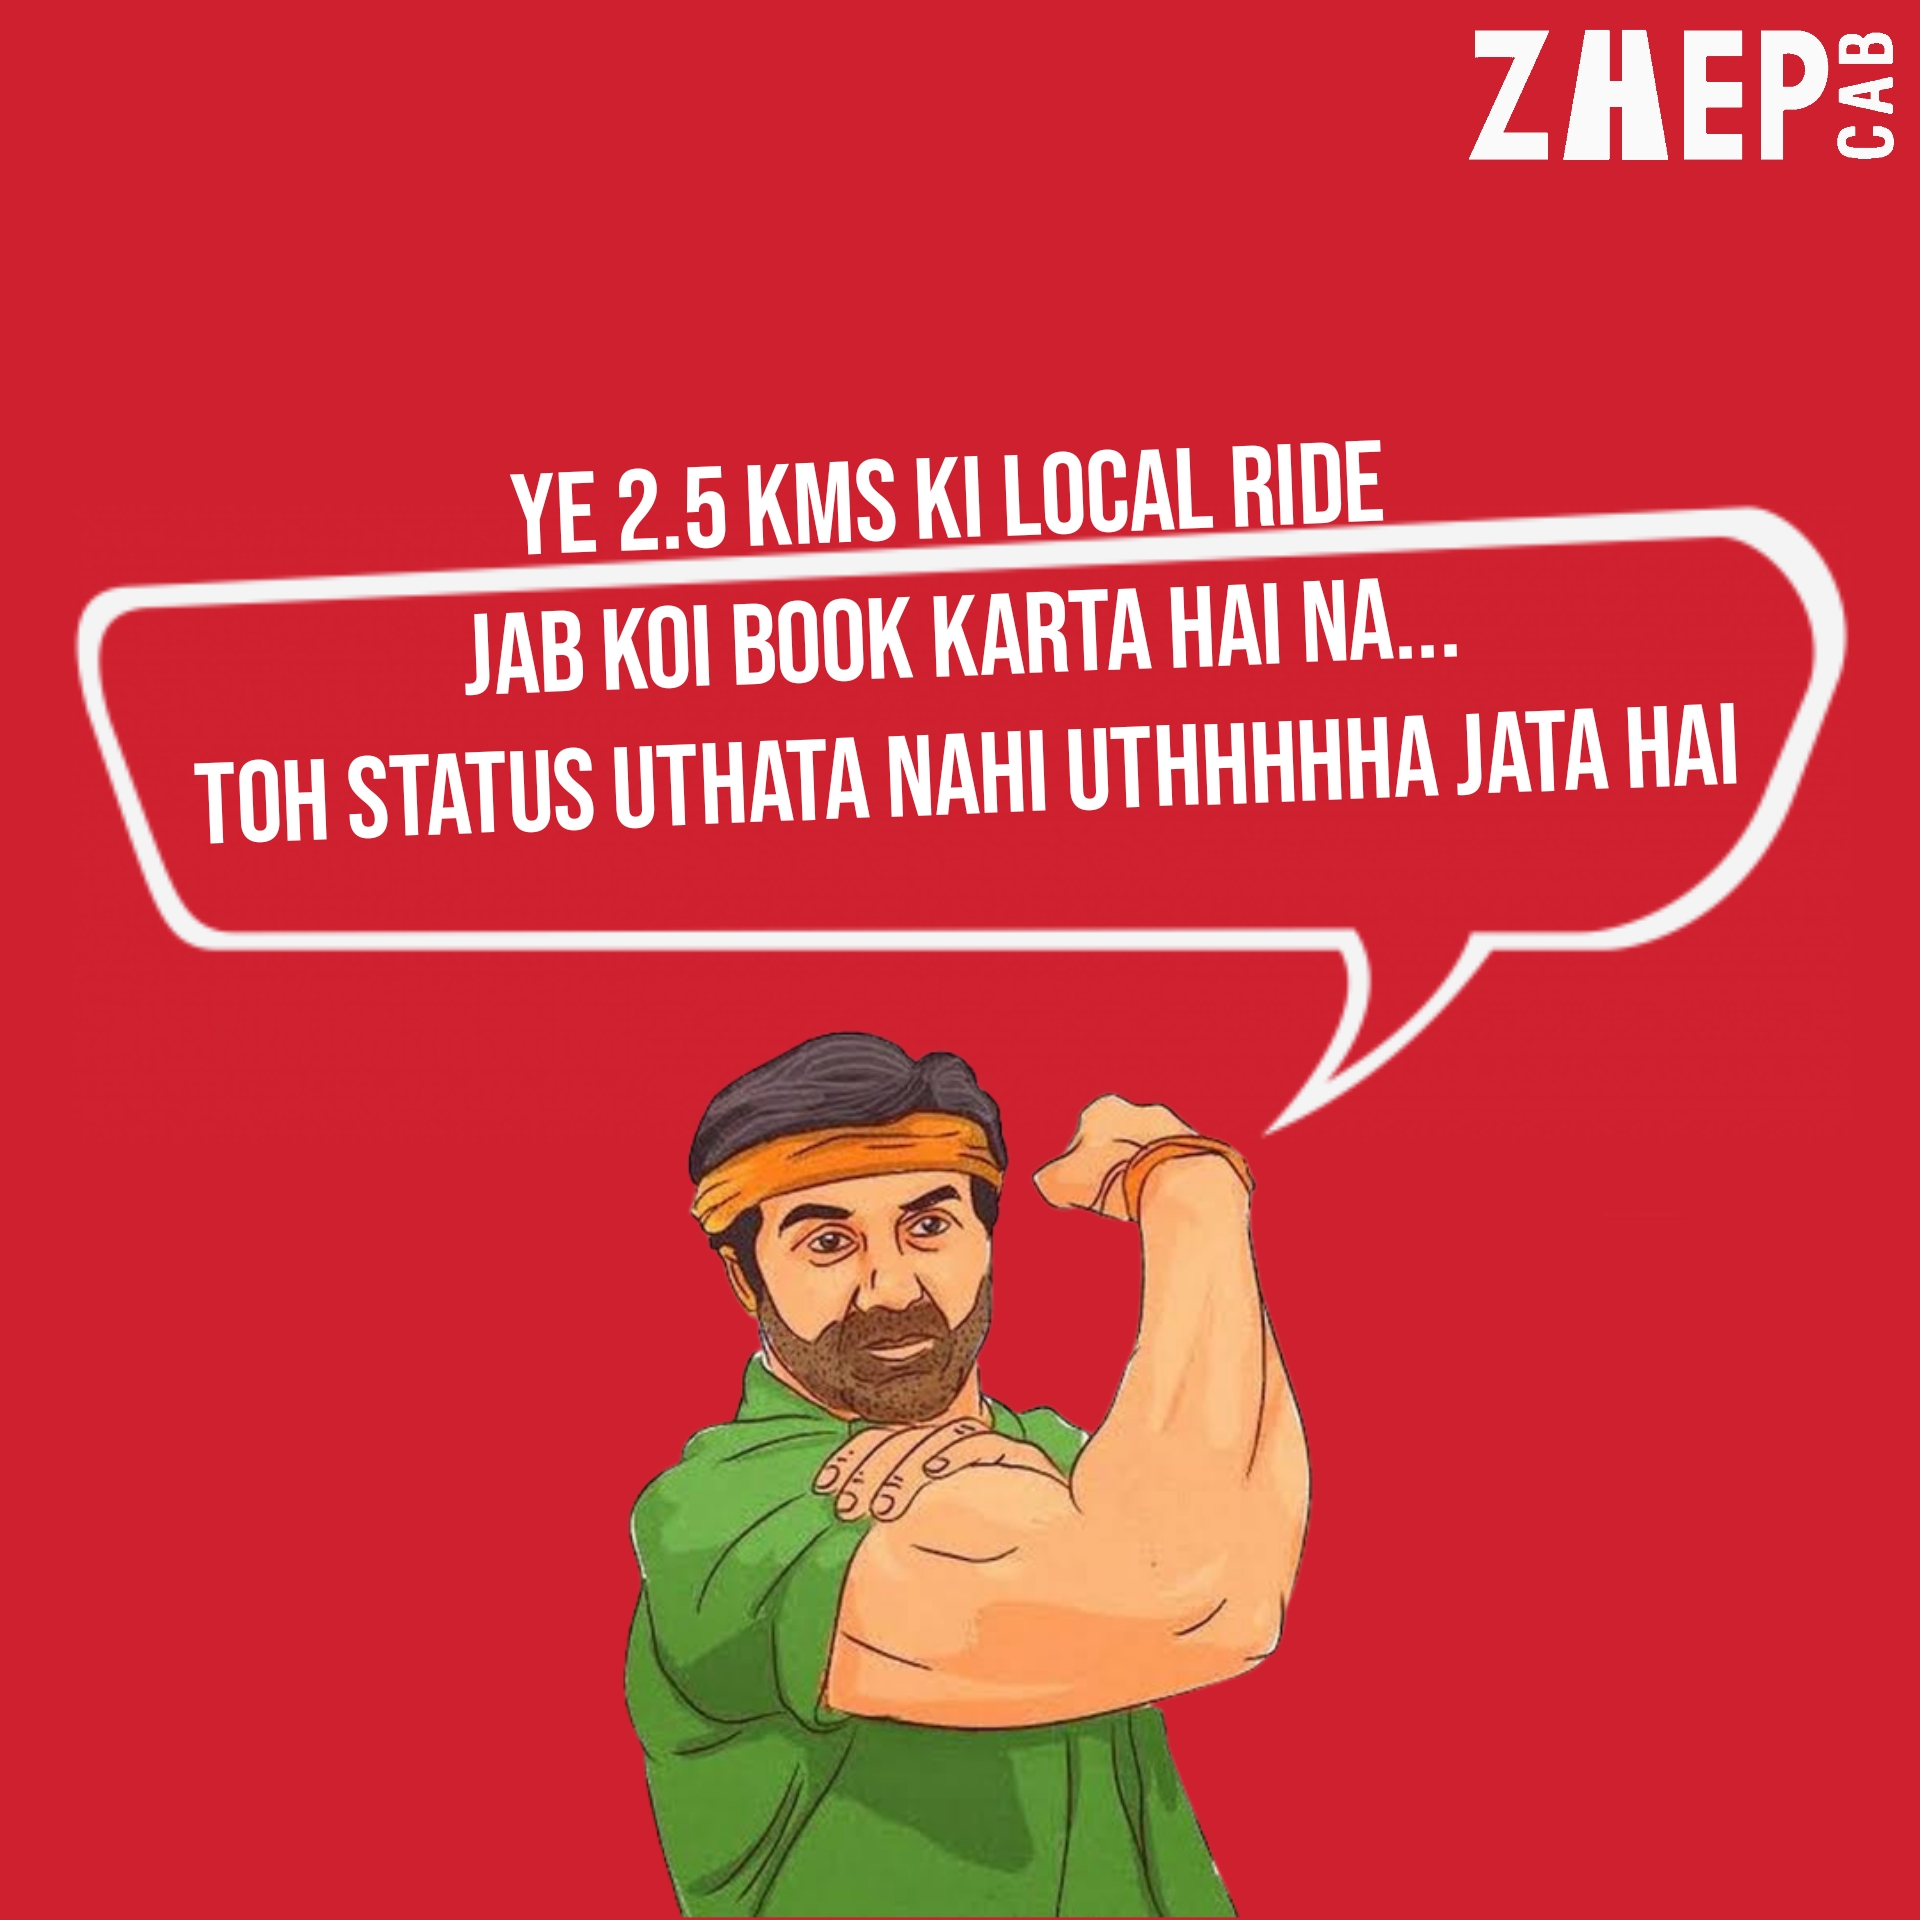 ZHEP CAB
YE 2.5 KMS KI LOCAL RIDE
JAB KOI BOOK KARTA HAI NA...
TOH STATUS UTHATA NAHI UTHHHHHHA JATA HAI